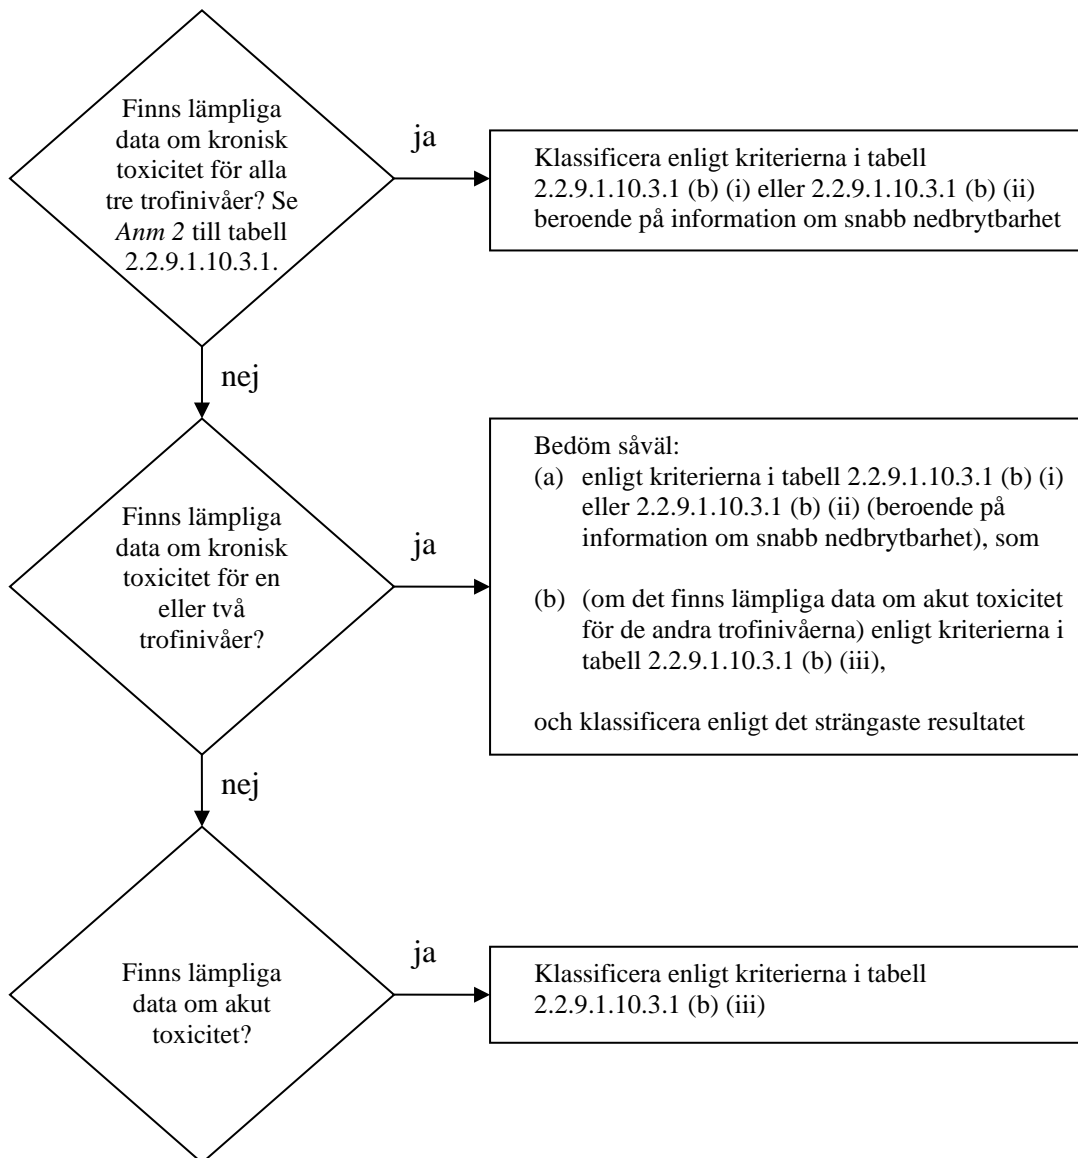 Finns lämpliga
data om kronisk
toxicitet för alla
tre trofinivåer? Se
Anm 2 till tabell
2.2.9.1.10.3.1.
ja
Klassificera enligt kriterierna i tabell
2.2.9.1.10.3.1 (b) (i) eller 2.2.9.1.10.3.1 (b) (ii)
beroende på information om snabb nedbrytbarhet
nej
Finns lämpliga
data om kronisk
toxicitet för en
eller två
trofinivåer?
ja
Bedöm såväl:
(a) enligt kriterierna i tabell 2.2.9.1.10.3.1 (b) (i)
eller 2.2.9.1.10.3.1 (b) (ii) (beroende på
information om snabb nedbrytbarhet), som
(b) (om det finns lämpliga data om akut toxicitet
för de andra trofinivåerna) enligt kriterierna i
tabell 2.2.9.1.10.3.1 (b) (iii),
och klassificera enligt det strängaste resultatet
nej
Finns lämpliga
data om akut
toxicitet?
ja
Klassificera enligt kriterierna i tabell
2.2.9.1.10.3.1 (b) (iii)